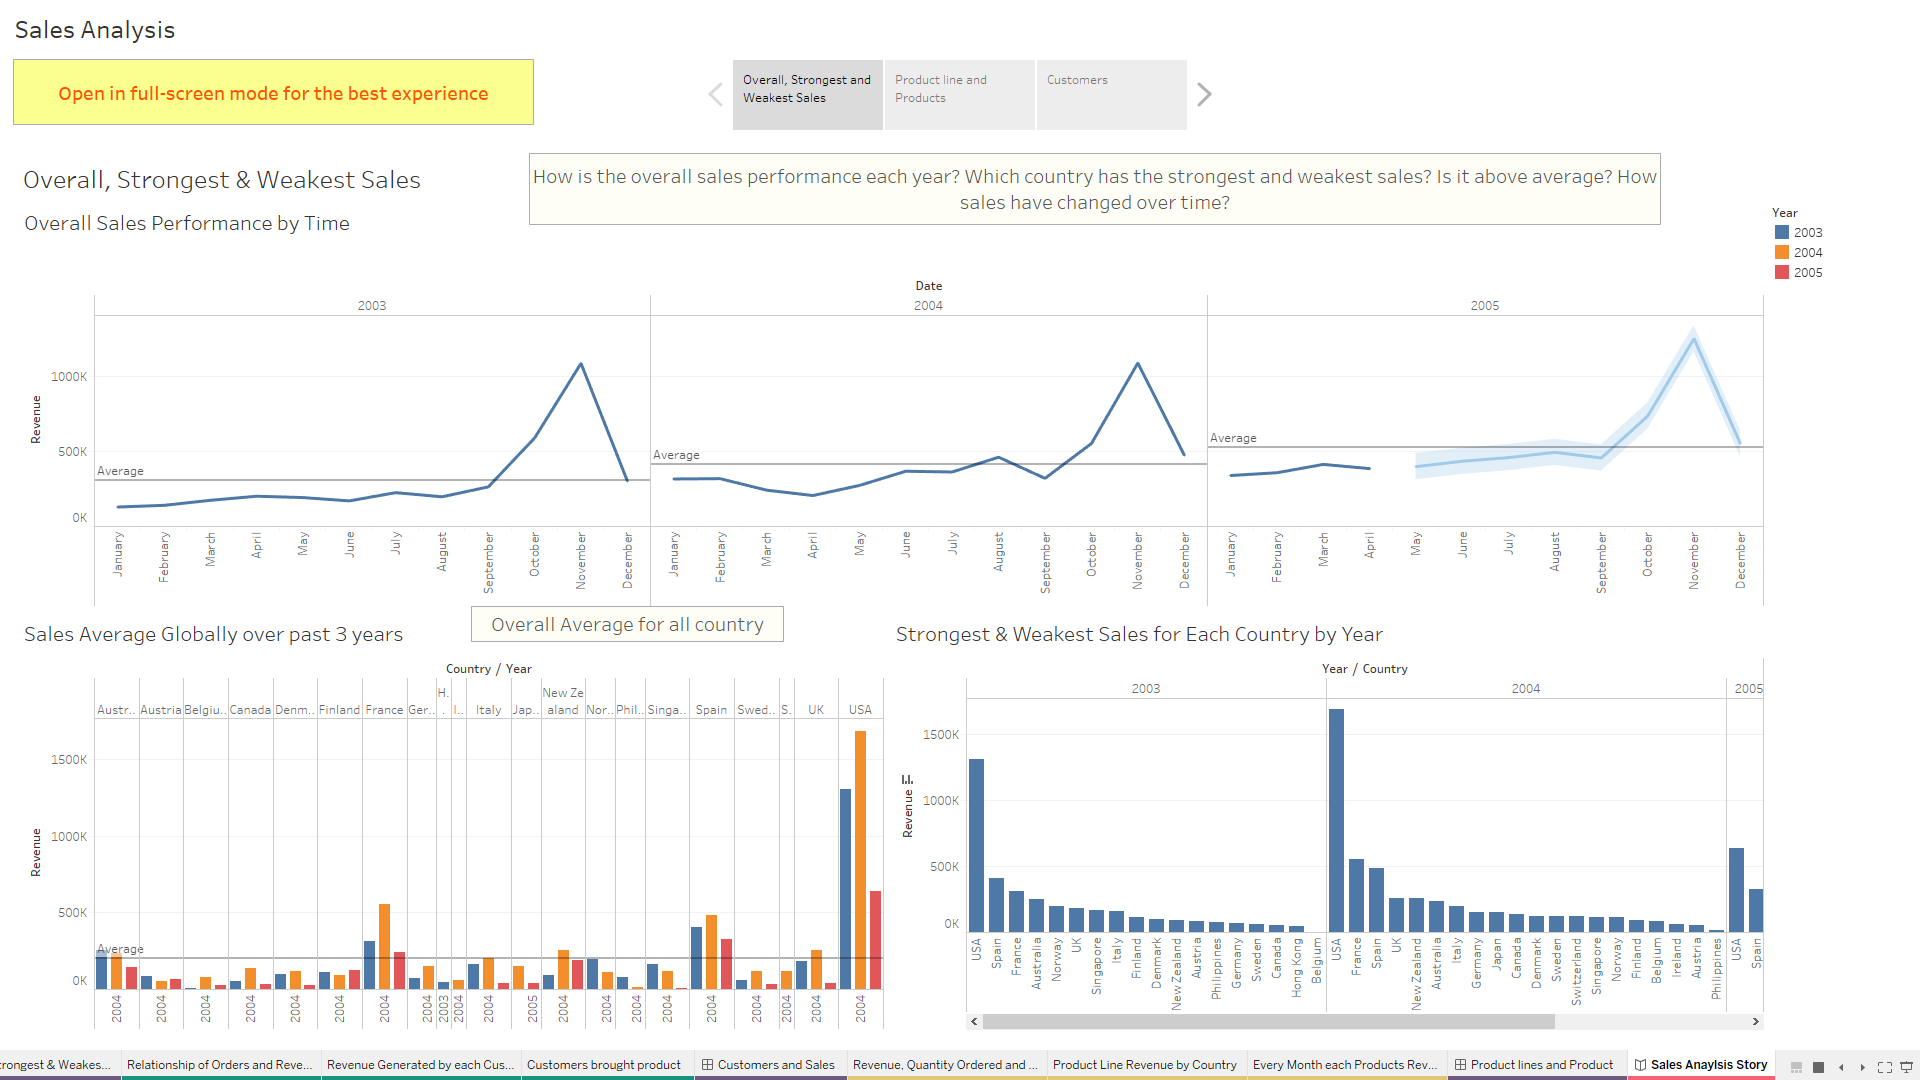 Sales Analysis
Open in full-screen mode for the best experience
Overall, Strongest and
Weakest Sales
Product line and
Products
Customers
Overall, Strongest & Weakest Sales
How is the overall sales performance each year? Which country has the strongest and weakest sales? Is it above average? How
sales have changed over time?
Overall Sales Performance by Time
Year
2003
2004
2005
Date
2003 2004 2005
Revenue
1000K
500K
0K
Average
Average
Average
January February March April May June July August September October November December
January February March April May June July August September October November December
January February March April May June July August September October November December
Sales Average Globally over past 3 years
Overall Average for all country
Country / Year
Austr.. Austria Belgiu.. Canada Denm.. Finland France Ger.. H. . I.. Italy Jap.. New Ze aland Nor.. Phil.. Singa.. Spain Swed.. S. UK USA
Revenue
1500K
1000K
500K
0K
Average
2004 2004 2004 2004 2004 2004 2004 2004 2003 2004 2004 2005 2004 2004 2004 2004 2004 2004 2004 2004 2004
Strongest & Weakest Sales for Each Country by Year
Year / Country
2003 2004 2005
Revenue
1500K
1000K
500K
0K
USA Spain France Australia Norway UK Singapore Italy Finland Denmark New Zealand Austria Philippines Germany Sweden Canada Hong Kong Belgium
USA France Spain UK New Zealand Australia Italy Germany Japan Canada Denmark Sweden Switzerland Singapore Norway Finland Belgium Ireland Austria Philippines
USA Spain
rongest & Weakes...
Relationship of Orders and Reve...
Revenue Generated by each Cus...
Customers brought product
Customers and Sales
Revenue, Quantity Ordered and ...
Product Line Revenue by Country
Every Month each Products Rev...
Product lines and Product
Sales Anaylsis Story